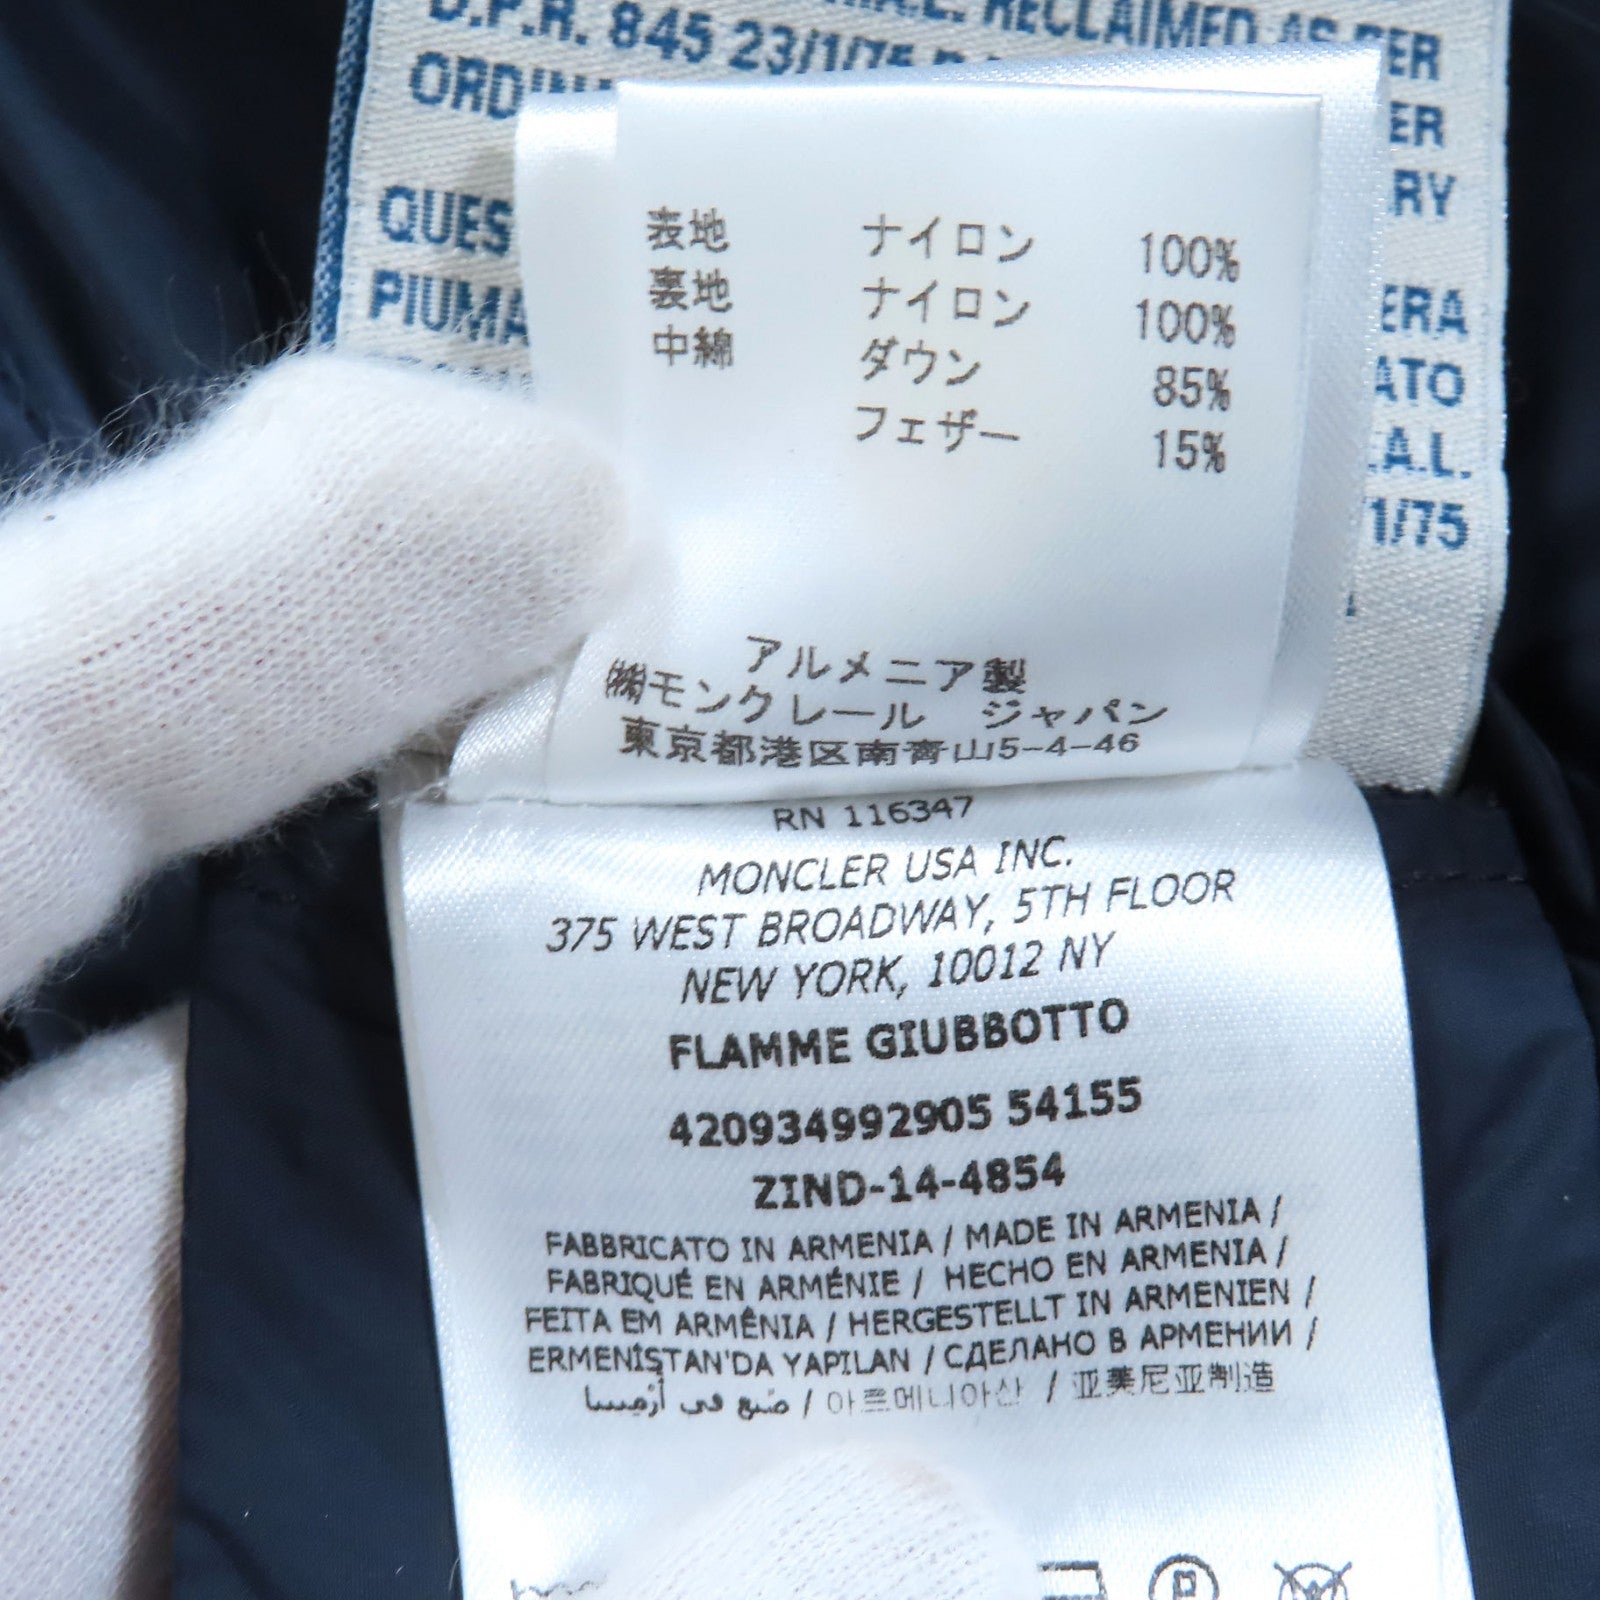 RECLAIMED AS PER
D.P.R. 845 23/1/75
ER
RY
QUES
PIUMA
ERA
ATO
.A.L.
1/75
表地 ナイロン 100%
裏地 ナイロン 100%
中綿 ダウン 85%
フェザー 15%
アルメニア製
㈱モンクレール ジャパン
東京都港区南青山5-4-46
RN 116347
MONCLER USA INC.
375 WEST BROADWAY, 5TH FLOOR
NEW YORK, 10012 NY
FLAMME GIUBBOTTO
420934992905 54155
ZIND-14-4854
FABBRICATO IN ARMENIA / MADE IN ARMENIA /
FABRIQUÉ EN ARMÉNIE / HECHO EN ARMENIA /
FEITA EM ARMÊNIA / HERGESTELLT IN ARMENIEN /
ERMENİSTAN'DA YAPILAN / СДЕЛАНО В АРМЕНИИ /
صنع في أرميسيا / 아르메니아산 / 亚美尼亚制造